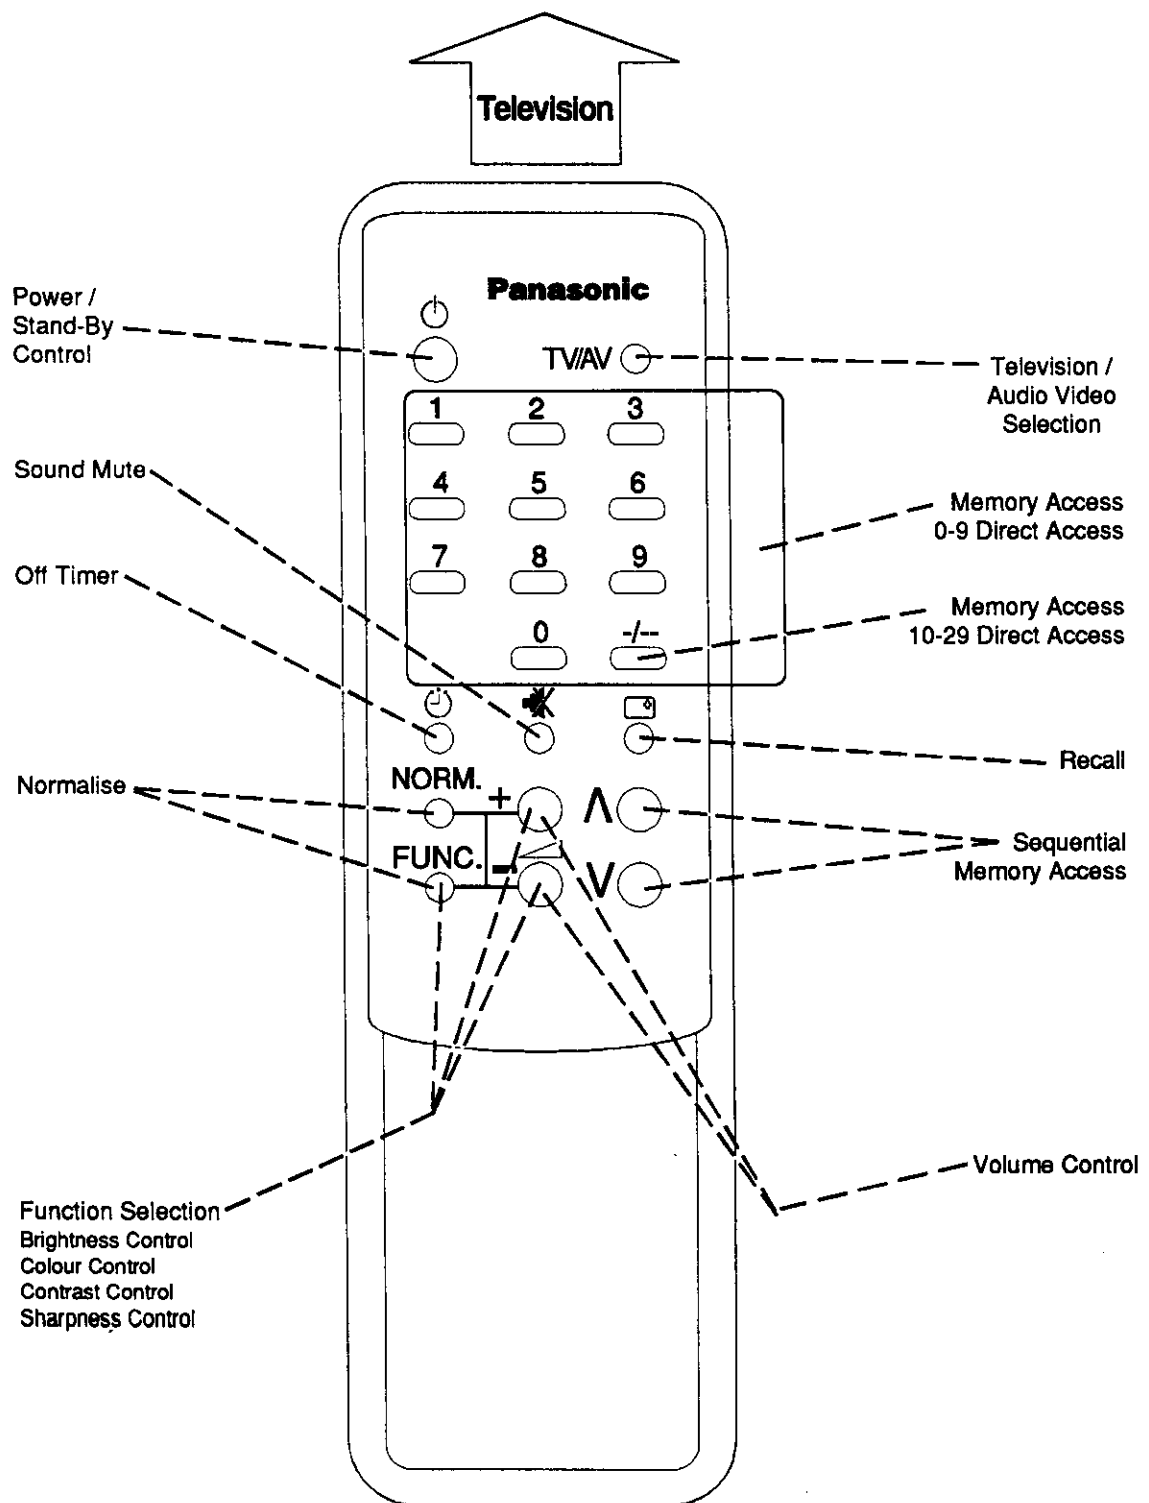 Television
Panasonic
Power /
Stand-By
Control
TV/AV
Television /
Audio Video
Selection
1 2 3
Sound Mute
4 5 6
Memory Access
0-9 Direct Access
Off Timer
7 8 9
Memory Access
10-29 Direct Access
0 -/--
Recall
Normalise
NORM. +
Λ
Sequential
Memory Access
FUNC. -
V
Volume Control
Function Selection
Brightness Control
Colour Control
Contrast Control
Sharpness Control